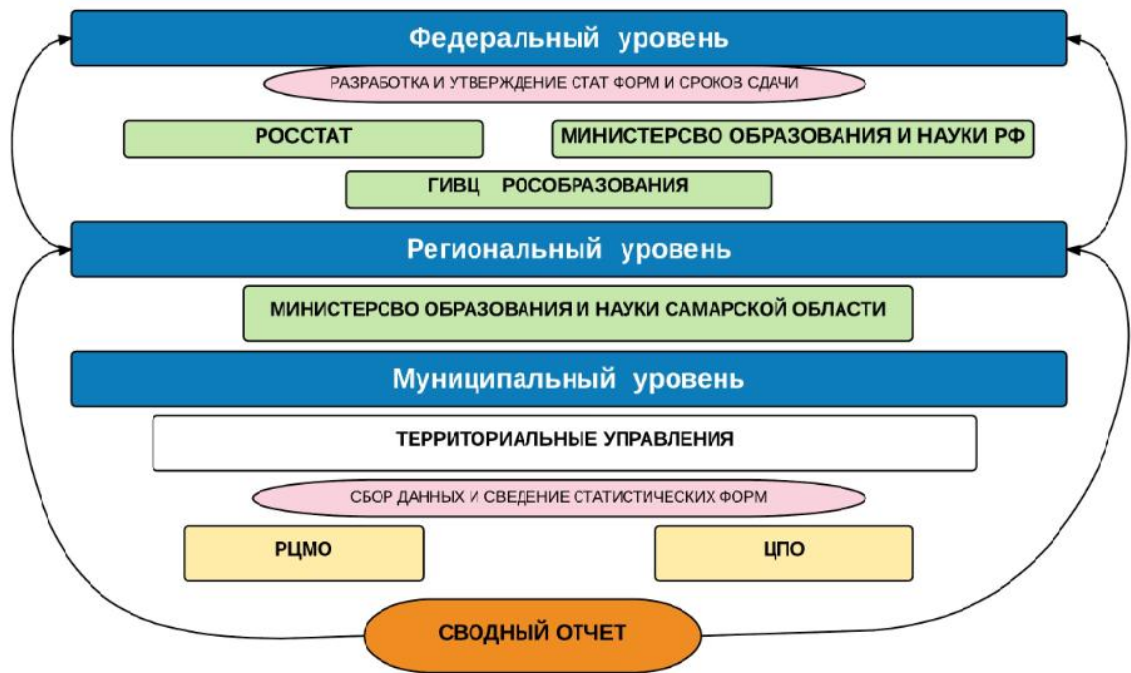 Федеральный уровень
РАЗРАБОТКА И УТВЕРЖДЕНИЕ СТАТ ФОРМ И СРОКОВ СДАЧИ
РОССТАТ
МИНИСТЕРСВО ОБРАЗОВАНИЯ И НАУКИ РФ
ГИВЦ РОСОБРАЗОВАНИЯ
Региональный уровень
МИНИСТЕРСВО ОБРАЗОВАНИЯ И НАУКИ САМАРСКОЙ ОБЛАСТИ
Муниципальный уровень
ТЕРРИТОРИАЛЬНЫЕ УПРАВЛЕНИЯ
СБОР ДАННЫХ И СВЕДЕНИЕ СТАТИСТИЧЕСКИХ ФОРМ
РЦМО
ЦПО
СВОДНЫЙ ОТЧЕТ